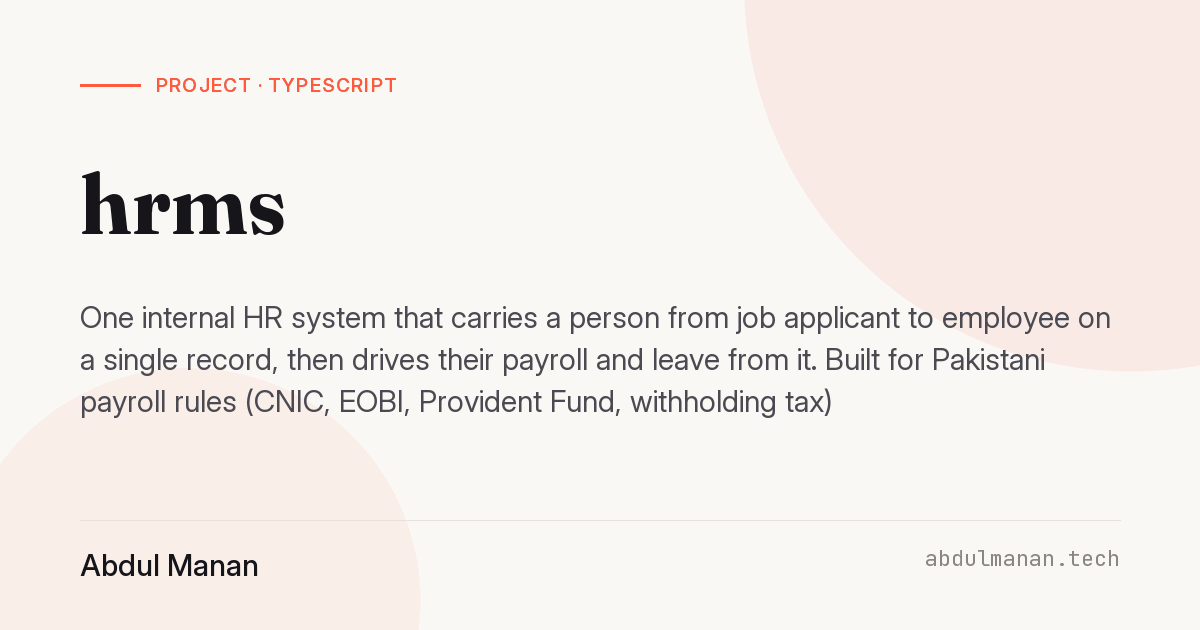 PROJECT · TYPESCRIPT
hrms
One internal HR system that carries a person from job applicant to employee on
a single record, then drives their payroll and leave from it. Built for Pakistani
payroll rules (CNIC, EOBI, Provident Fund, withholding tax)
Abdul Manan
abdulmanan.tech